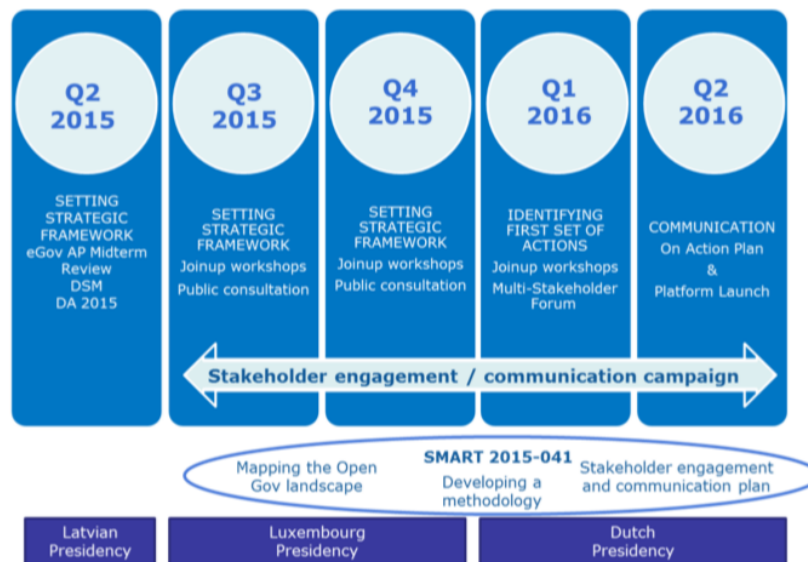 Q2
2015
SETTING
STRATEGIC
FRAMEWORK
eGov AP Midterm
Review
DSM
DA 2015
Q3
2015
SETTING
STRATEGIC
FRAMEWORK
Joinup workshops
Public consultation
Q4
2015
SETTING
STRATEGIC
FRAMEWORK
Joinup workshops
Public consultation
Q1
2016
IDENTIFYING
FIRST SET OF
ACTIONS
Joinup workshops
Multi-Stakeholder
Forum
Q2
2016
COMMUNICATION
On Action Plan
&
Platform Launch
Stakeholder engagement / communication campaign
Mapping the Open
Gov landscape
SMART 2015-041
Developing a
methodology
Stakeholder engagement
and communication plan
Latvian
Presidency
Luxembourg
Presidency
Dutch
Presidency